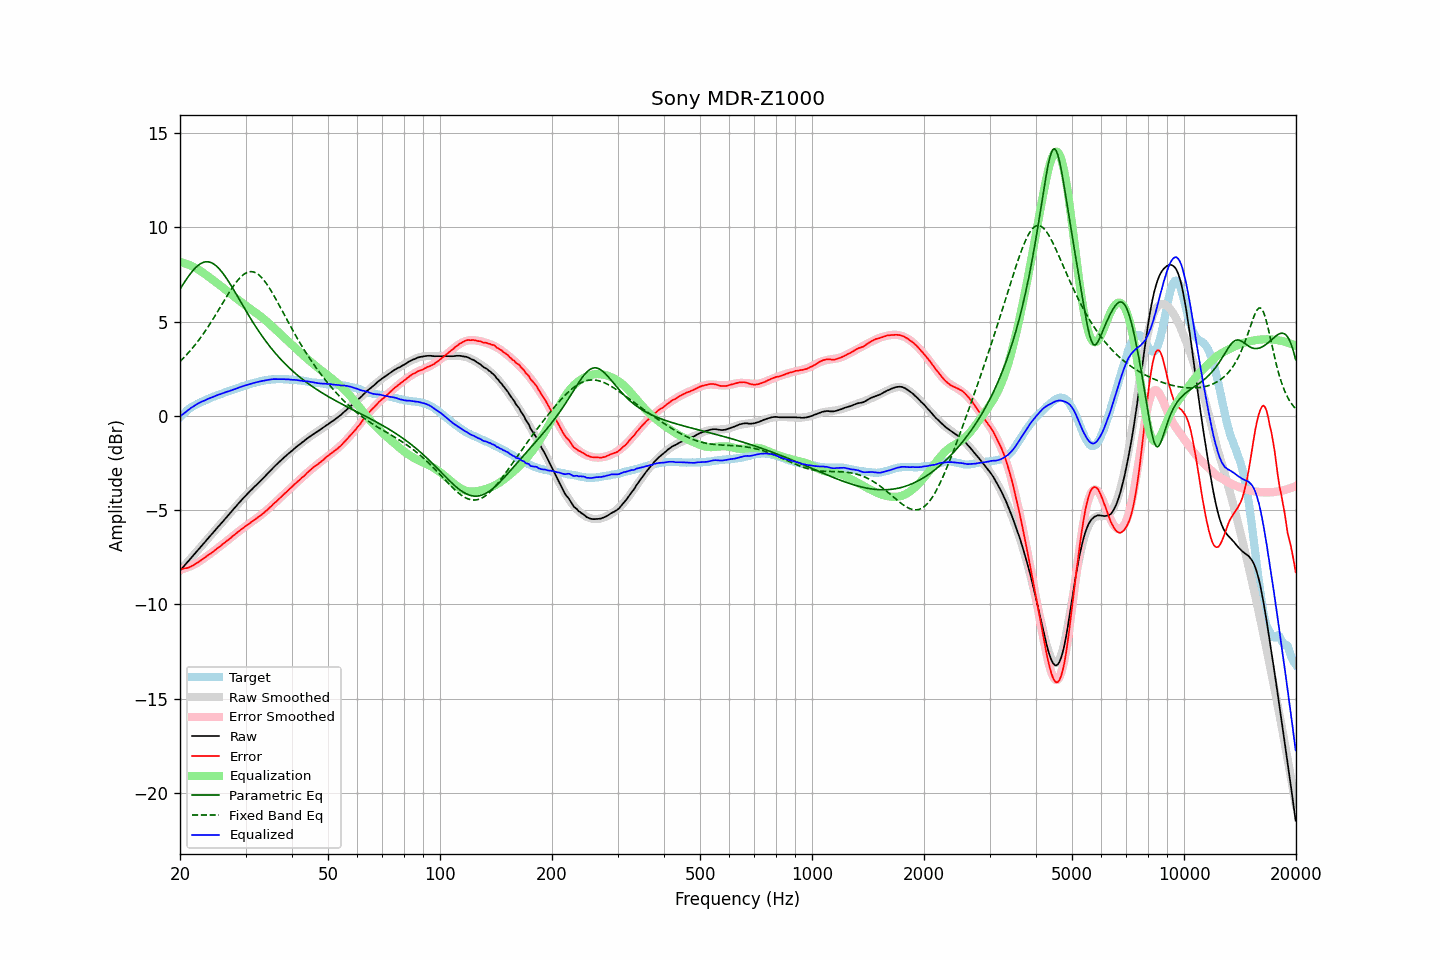 Sony MDR-Z1000
Amplitude (dBr)
15
10
5
0
−5
−10
−15
−20
Target
Raw Smoothed
Error Smoothed
Raw
Error
Equalization
Parametric Eq
Fixed Band Eq
Equalized
20 50 100 200 500 1000 2000 5000 10000 20000
Frequency (Hz)